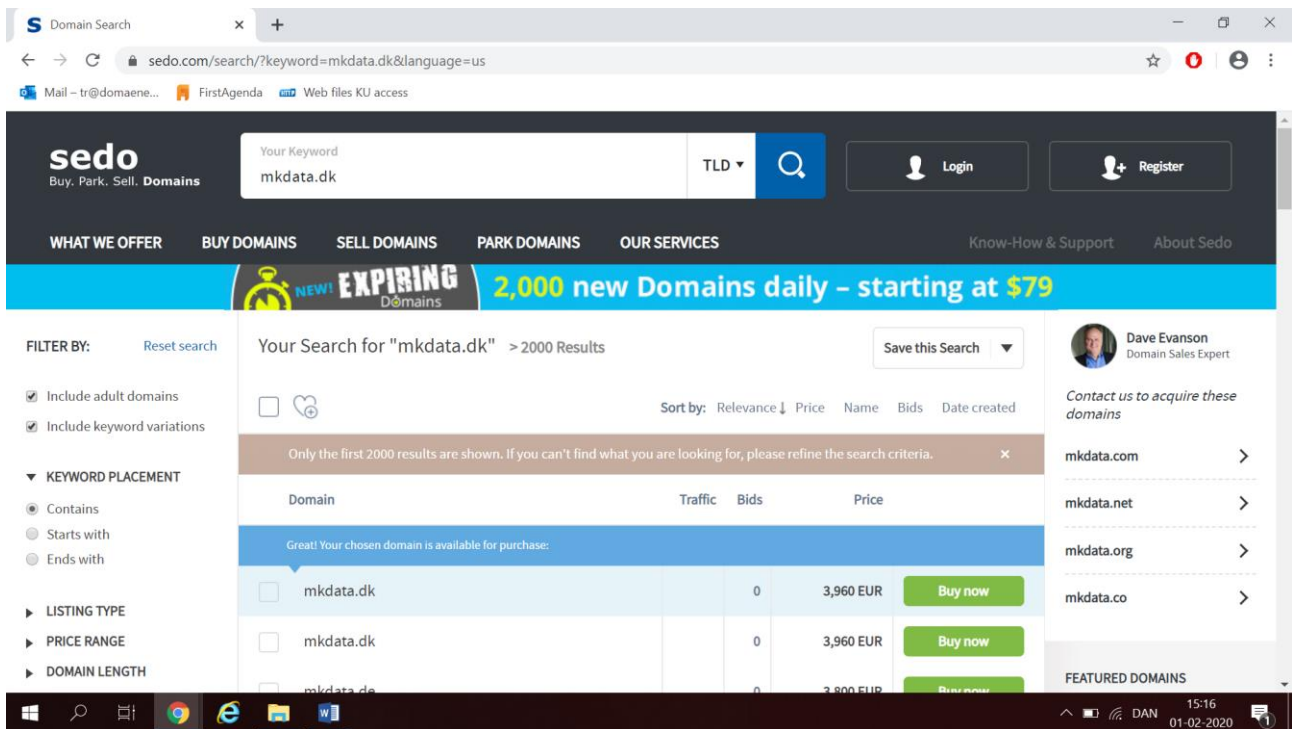 Domain Search
sedo.com/search/?keyword=mkdata.dk&language=us
Mail – tr@domaene... FirstAgenda Web files KU access
sedo
Buy. Park. Sell. Domains
Your Keyword
mkdata.dk
TLD
Login
Register
WHAT WE OFFER BUY DOMAINS SELL DOMAINS PARK DOMAINS OUR SERVICES Know-How & Support About Sedo
NEW! EXPIRING Domains 2,000 new Domains daily – starting at $79
FILTER BY: Reset search
Include adult domains
Include keyword variations
KEYWORD PLACEMENT
Contains
Starts with
Ends with
LISTING TYPE
PRICE RANGE
DOMAIN LENGTH
Your Search for "mkdata.dk" > 2000 Results
Save this Search
Sort by: Relevance Price Name Bids Date created
Only the first 2000 results are shown. If you can't find what you are looking for, please refine the search criteria.
Domain Traffic Bids Price
Great! Your chosen domain is available for purchase:
mkdata.dk 0 3,960 EUR Buy now
mkdata.dk 0 3,960 EUR Buy now
mkdata.de 0 3,800 EUR Buy now
Dave Evanson
Domain Sales Expert
Contact us to acquire these
domains
mkdata.com
mkdata.net
mkdata.org
mkdata.co
FEATURED DOMAINS
DAN
15:16
01-02-2020
1